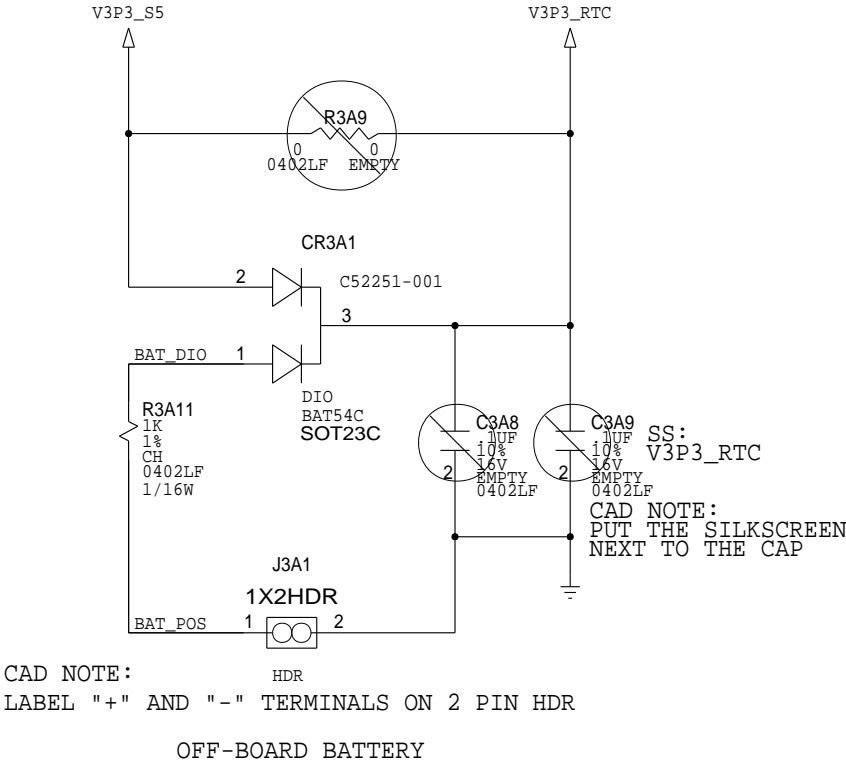 V3P3_S5
V3P3_RTC
R3A9
0 0
0402LF EMPTY
CR3A1
2
C52251-001
3
BAT_DIO 1
DIO
BAT54C
SOT23C
R3A11
1K
1%
CH
0402LF
1/16W
C3A8
.1UF
10%
16V
2
EMPTY
0402LF
C3A9
.1UF
10%
16V
2
EMPTY
0402LF
SS:
V3P3_RTC
CAD NOTE:
PUT THE SILKSCREEN
NEXT TO THE CAP
J3A1
1X2HDR
BAT_POS 1 2
HDR
CAD NOTE:
LABEL "+" AND "-" TERMINALS ON 2 PIN HDR
OFF-BOARD BATTERY